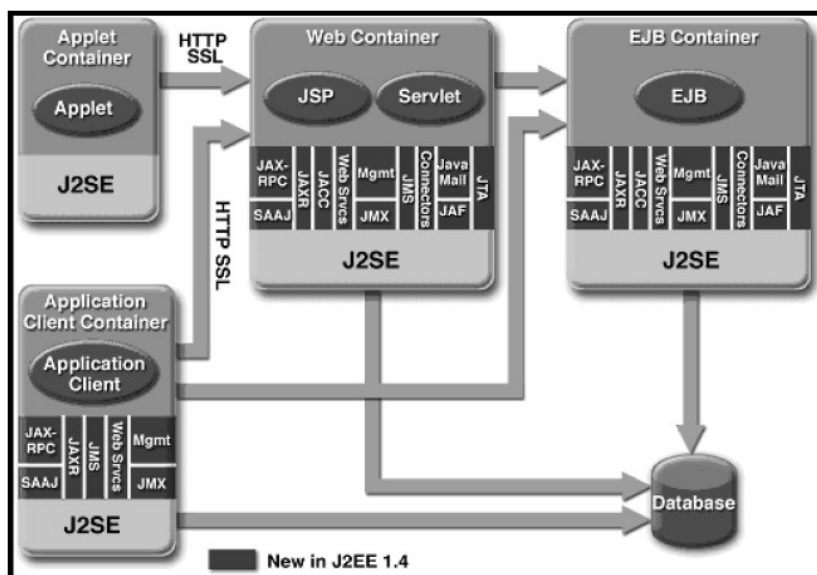 Applet
Container
Applet
J2SE
HTTP
SSL
Web Container
JSP
Servlet
JAX-
RPC
SAAJ
JAXR
JACC
Web Srvcs
Mgmt
JMX
JMS
Connectors
Java
Mail
JAF
JTA
J2SE
EJB Container
EJB
JAX-
RPC
SAAJ
JAXR
JACC
Web Srvcs
Mgmt
JMX
JMS
Connectors
Java
Mail
JAF
JTA
J2SE
HTTP SSL
Application
Client Container
Application
Client
JAX-
RPC
SAAJ
JAXR
JMS
Web Srvcs
Mgmt
JMX
J2SE
Database
New in J2EE 1.4